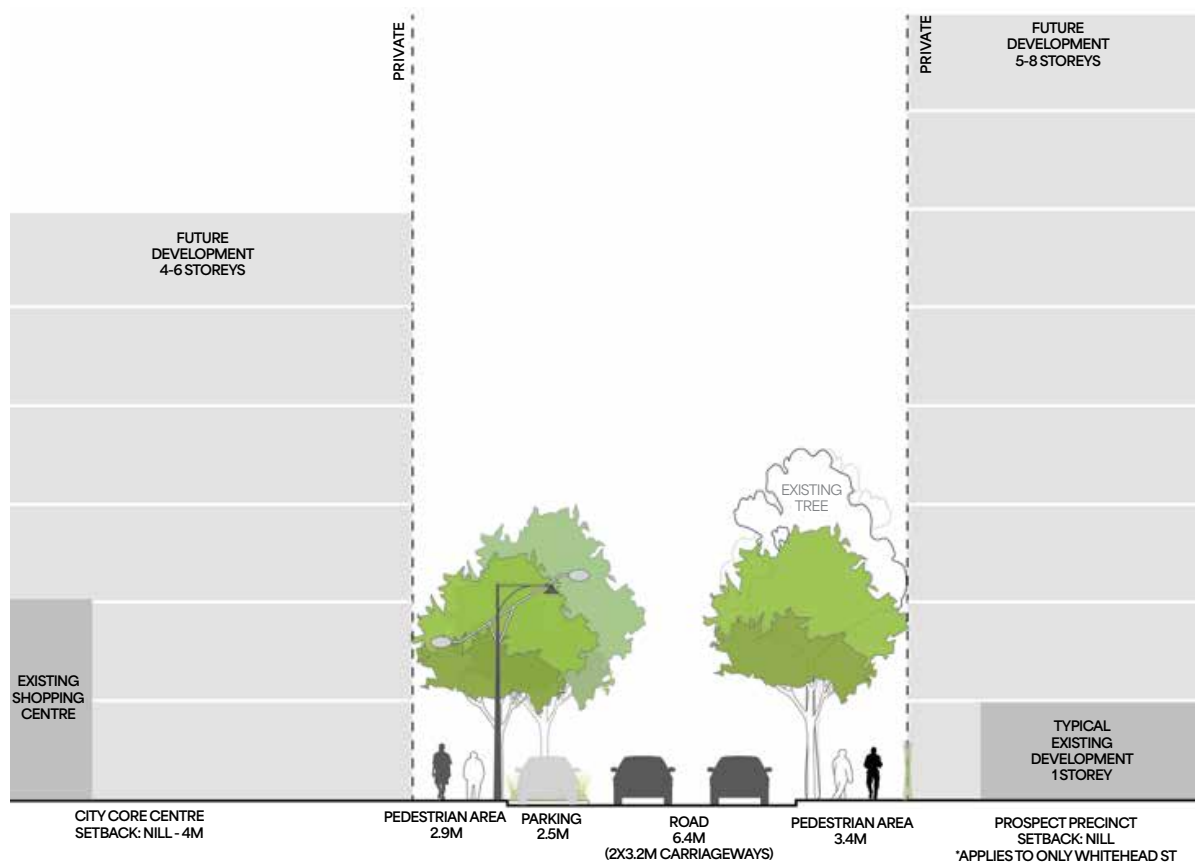 PRIVATE
PRIVATE
FUTURE
DEVELOPMENT
5-8 STOREYS
FUTURE
DEVELOPMENT
4-6 STOREYS
EXISTING
TREE
EXISTING
SHOPPING
CENTRE
TYPICAL
EXISTING
DEVELOPMENT
1 STOREY
CITY CORE CENTRE
SETBACK: NILL - 4M
PEDESTRIAN AREA
2.9M
PARKING
2.5M
ROAD
6.4M
(2X3.2M CARRIAGEWAYS)
PEDESTRIAN AREA
3.4M
PROSPECT PRECINCT
SETBACK: NILL
*APPLIES TO ONLY WHITEHEAD ST